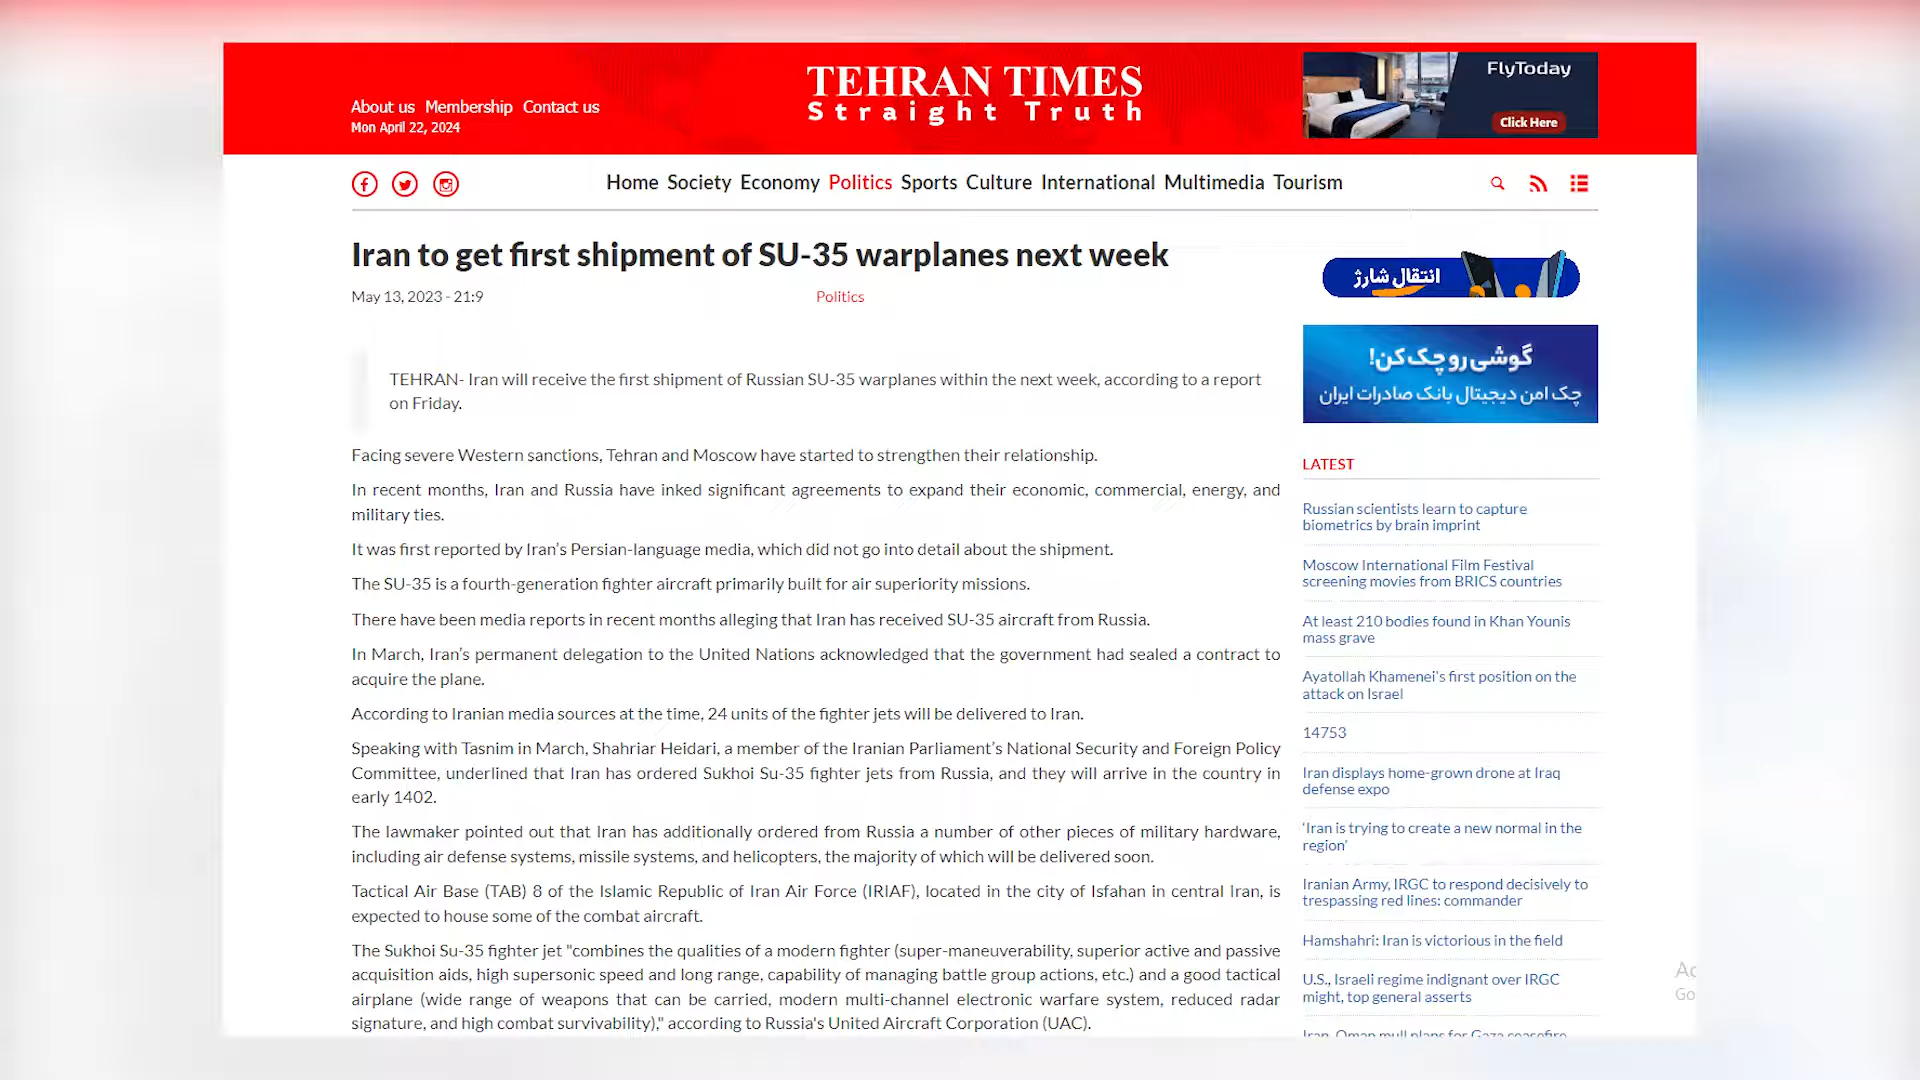 About us Membership Contact us
Mon April 22, 2024
TEHRAN TIMES
Straight Truth
FlyToday
Click Here
Home Society Economy Politics Sports Culture International Multimedia Tourism
Iran to get first shipment of SU-35 warplanes next week
May 13, 2023 - 21:9
Politics
TEHRAN- Iran will receive the first shipment of Russian SU-35 warplanes within the next week, according to a report
on Friday.
Facing severe Western sanctions, Tehran and Moscow have started to strengthen their relationship.
In recent months, Iran and Russia have inked significant agreements to expand their economic, commercial, energy, and
military ties.
It was first reported by Iran’s Persian-language media, which did not go into detail about the shipment.
The SU-35 is a fourth-generation fighter aircraft primarily built for air superiority missions.
There have been media reports in recent months alleging that Iran has received SU-35 aircraft from Russia.
In March, Iran’s permanent delegation to the United Nations acknowledged that the government had sealed a contract to
acquire the plane.
According to Iranian media sources at the time, 24 units of the fighter jets will be delivered to Iran.
Speaking with Tasnim in March, Shahriar Heidari, a member of the Iranian Parliament’s National Security and Foreign Policy
Committee, underlined that Iran has ordered Sukhoi Su-35 fighter jets from Russia, and they will arrive in the country in
early 1402.
The lawmaker pointed out that Iran has additionally ordered from Russia a number of other pieces of military hardware,
including air defense systems, missile systems, and helicopters, the majority of which will be delivered soon.
Tactical Air Base (TAB) 8 of the Islamic Republic of Iran Air Force (IRIAF), located in the city of Isfahan in central Iran, is
expected to house some of the combat aircraft.
The Sukhoi Su-35 fighter jet "combines the qualities of a modern fighter (super-maneuverability, superior active and passive
acquisition aids, high supersonic speed and long range, capability of managing battle group actions, etc.) and a good tactical
airplane (wide range of weapons that can be carried, modern multi-channel electronic warfare system, reduced radar
signature, and high combat survivability)," according to Russia's United Aircraft Corporation (UAC).
انتقال شارژ
گوشی رو چک کن!
چک امن دیجیتال بانک صادرات ایران
LATEST
Russian scientists learn to capture
biometrics by brain imprint
Moscow International Film Festival
screening movies from BRICS countries
At least 210 bodies found in Khan Younis
mass grave
Ayatollah Khamenei's first position on the
attack on Israel
14753
Iran displays home-grown drone at Iraq
defense expo
‘Iran is trying to create a new normal in the
region’
Iranian Army, IRGC to respond decisively to
trespassing red lines: commander
Hamshahri: Iran is victorious in the field
U.S., Israeli regime indignant over IRGC
might, top general asserts
Iran, Oman mull plans for Gaza ceasefire
Ac
Go